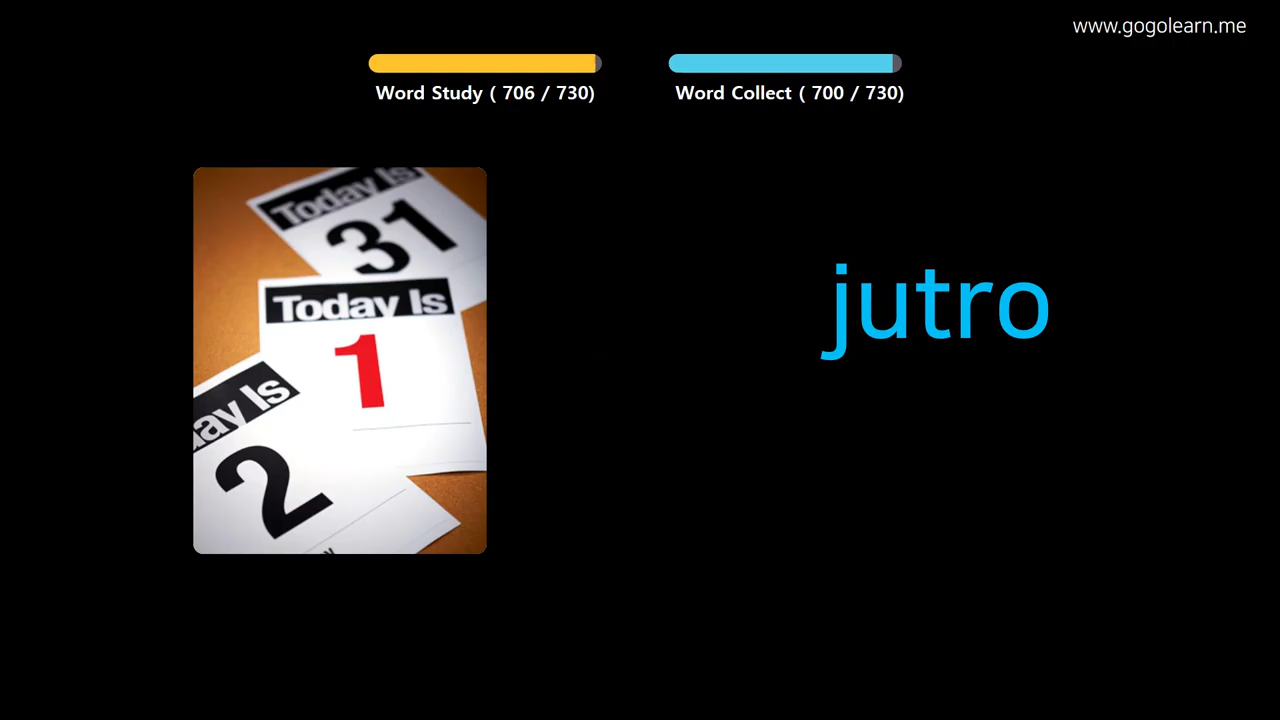 www.gogolearn.me
Word Study ( 706 / 730)
Word Collect ( 700 / 730)
Today Is
31
Today Is
1
jutro
ay Is
2